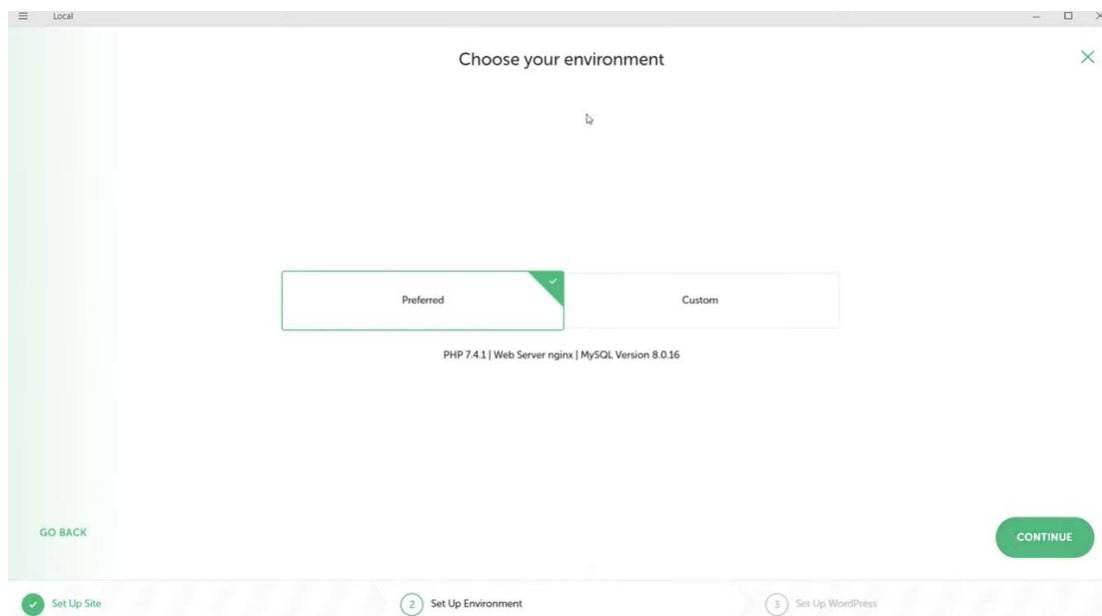 Local
Choose your environment
Preferred
Custom
PHP 7.4.1 | Web Server nginx | MySQL Version 8.0.16
GO BACK
CONTINUE
Set Up Site
2 Set Up Environment
3 Set Up WordPress